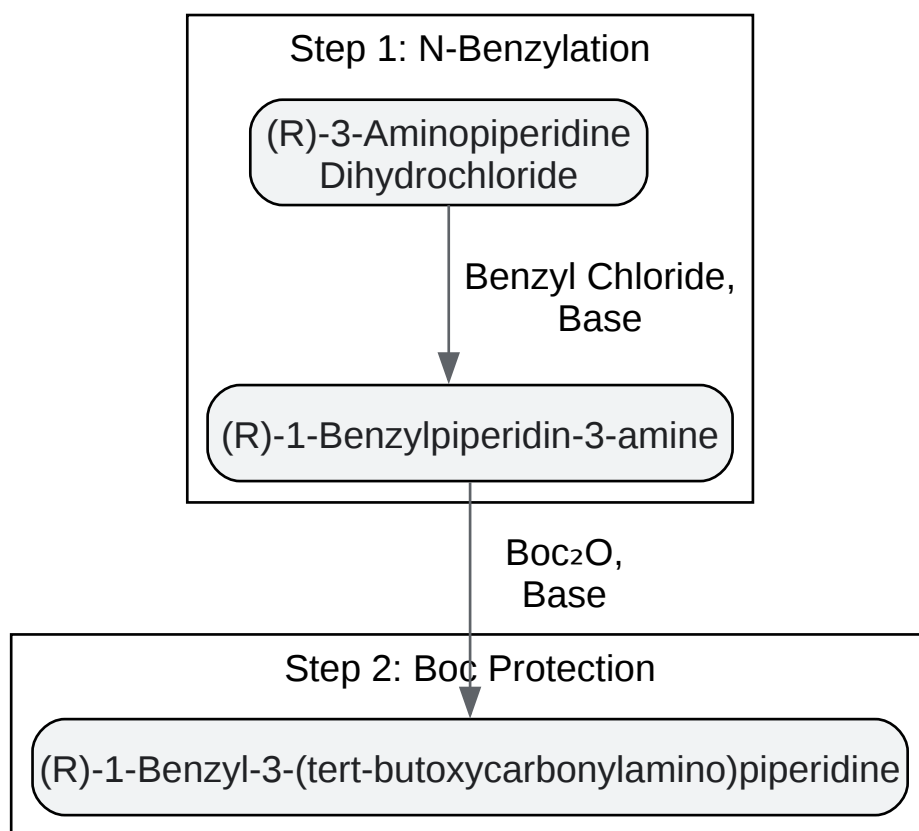 Step 1: N-Benzylation
(R)-3-Aminopiperidine
Dihydrochloride
Benzyl Chloride,
Base
(R)-1-Benzylpiperidin-3-amine
Boc₂O,
Base
Step 2: Boc Protection
(R)-1-Benzyl-3-(tert-butoxycarbonylamino)piperidine